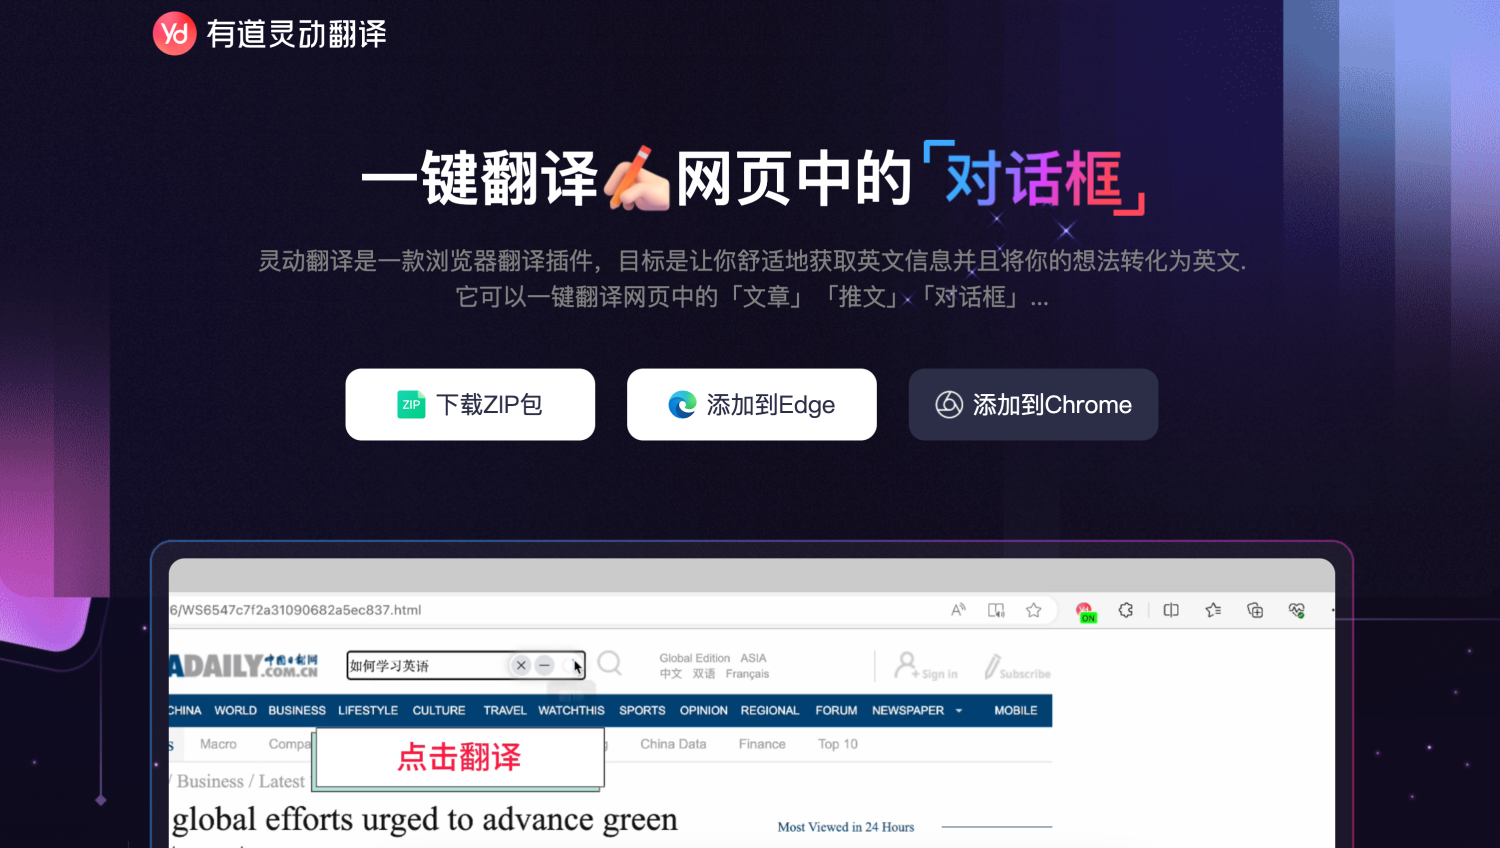 Yd 有道灵动翻译
一键翻译✍🏻网页中的「对话框」
灵动翻译是一款浏览器翻译插件，目标是让你舒适地获取英文信息并且将你的想法转化为英文.
它可以一键翻译网页中的「文章」「推文」、「对话框」...
ZIP 下载ZIP包
添加到Edge
添加到Chrome
6/WS6547c7f2a31090682a5ec837.html
ON
ADAILY 中国日报网
.COM.CN
如何学习英语
Global Edition ASIA
中文 双语 Français
Sign in
Subscribe
CHINA WORLD BUSINESS LIFESTYLE CULTURE TRAVEL WATCHTHIS SPORTS OPINION REGIONAL FORUM NEWSPAPER MOBILE
s Macro Compa g China Data Finance Top 10
点击翻译
/ Business / Latest
global efforts urged to advance green
Most Viewed in 24 Hours